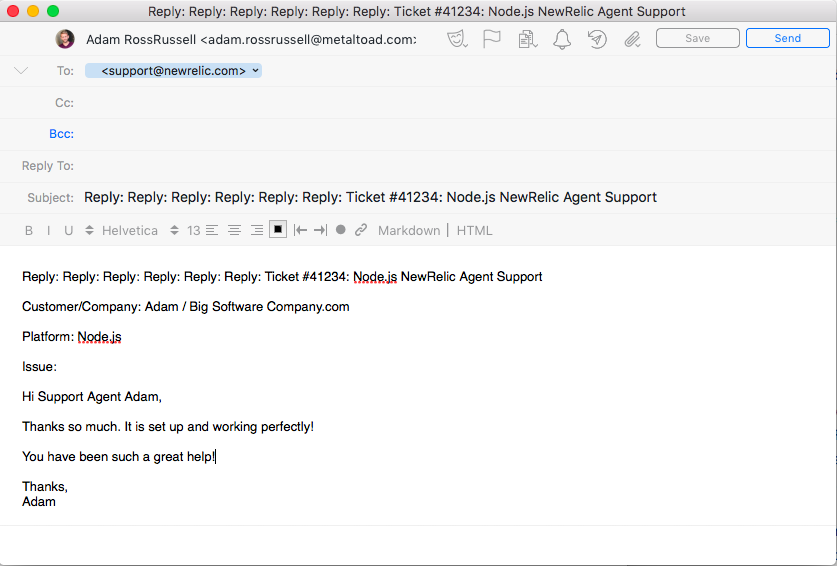 Reply: Reply: Reply: Reply: Reply: Reply: Ticket #41234: Node.js NewRelic Agent Support
Adam RossRussell <adam.rossrussell@metaltoad.com:
Save
Send
To: <support@newrelic.com>
Cc:
Bcc:
Reply To:
Subject: Reply: Reply: Reply: Reply: Reply: Reply: Ticket #41234: Node.js NewRelic Agent Support
B I U Helvetica 13 Markdown | HTML
Reply: Reply: Reply: Reply: Reply: Reply: Ticket #41234: Node.js NewRelic Agent Support
Customer/Company: Adam / Big Software Company.com
Platform: Node.js
Issue:
Hi Support Agent Adam,
Thanks so much. It is set up and working perfectly!
You have been such a great help!
Thanks,
Adam